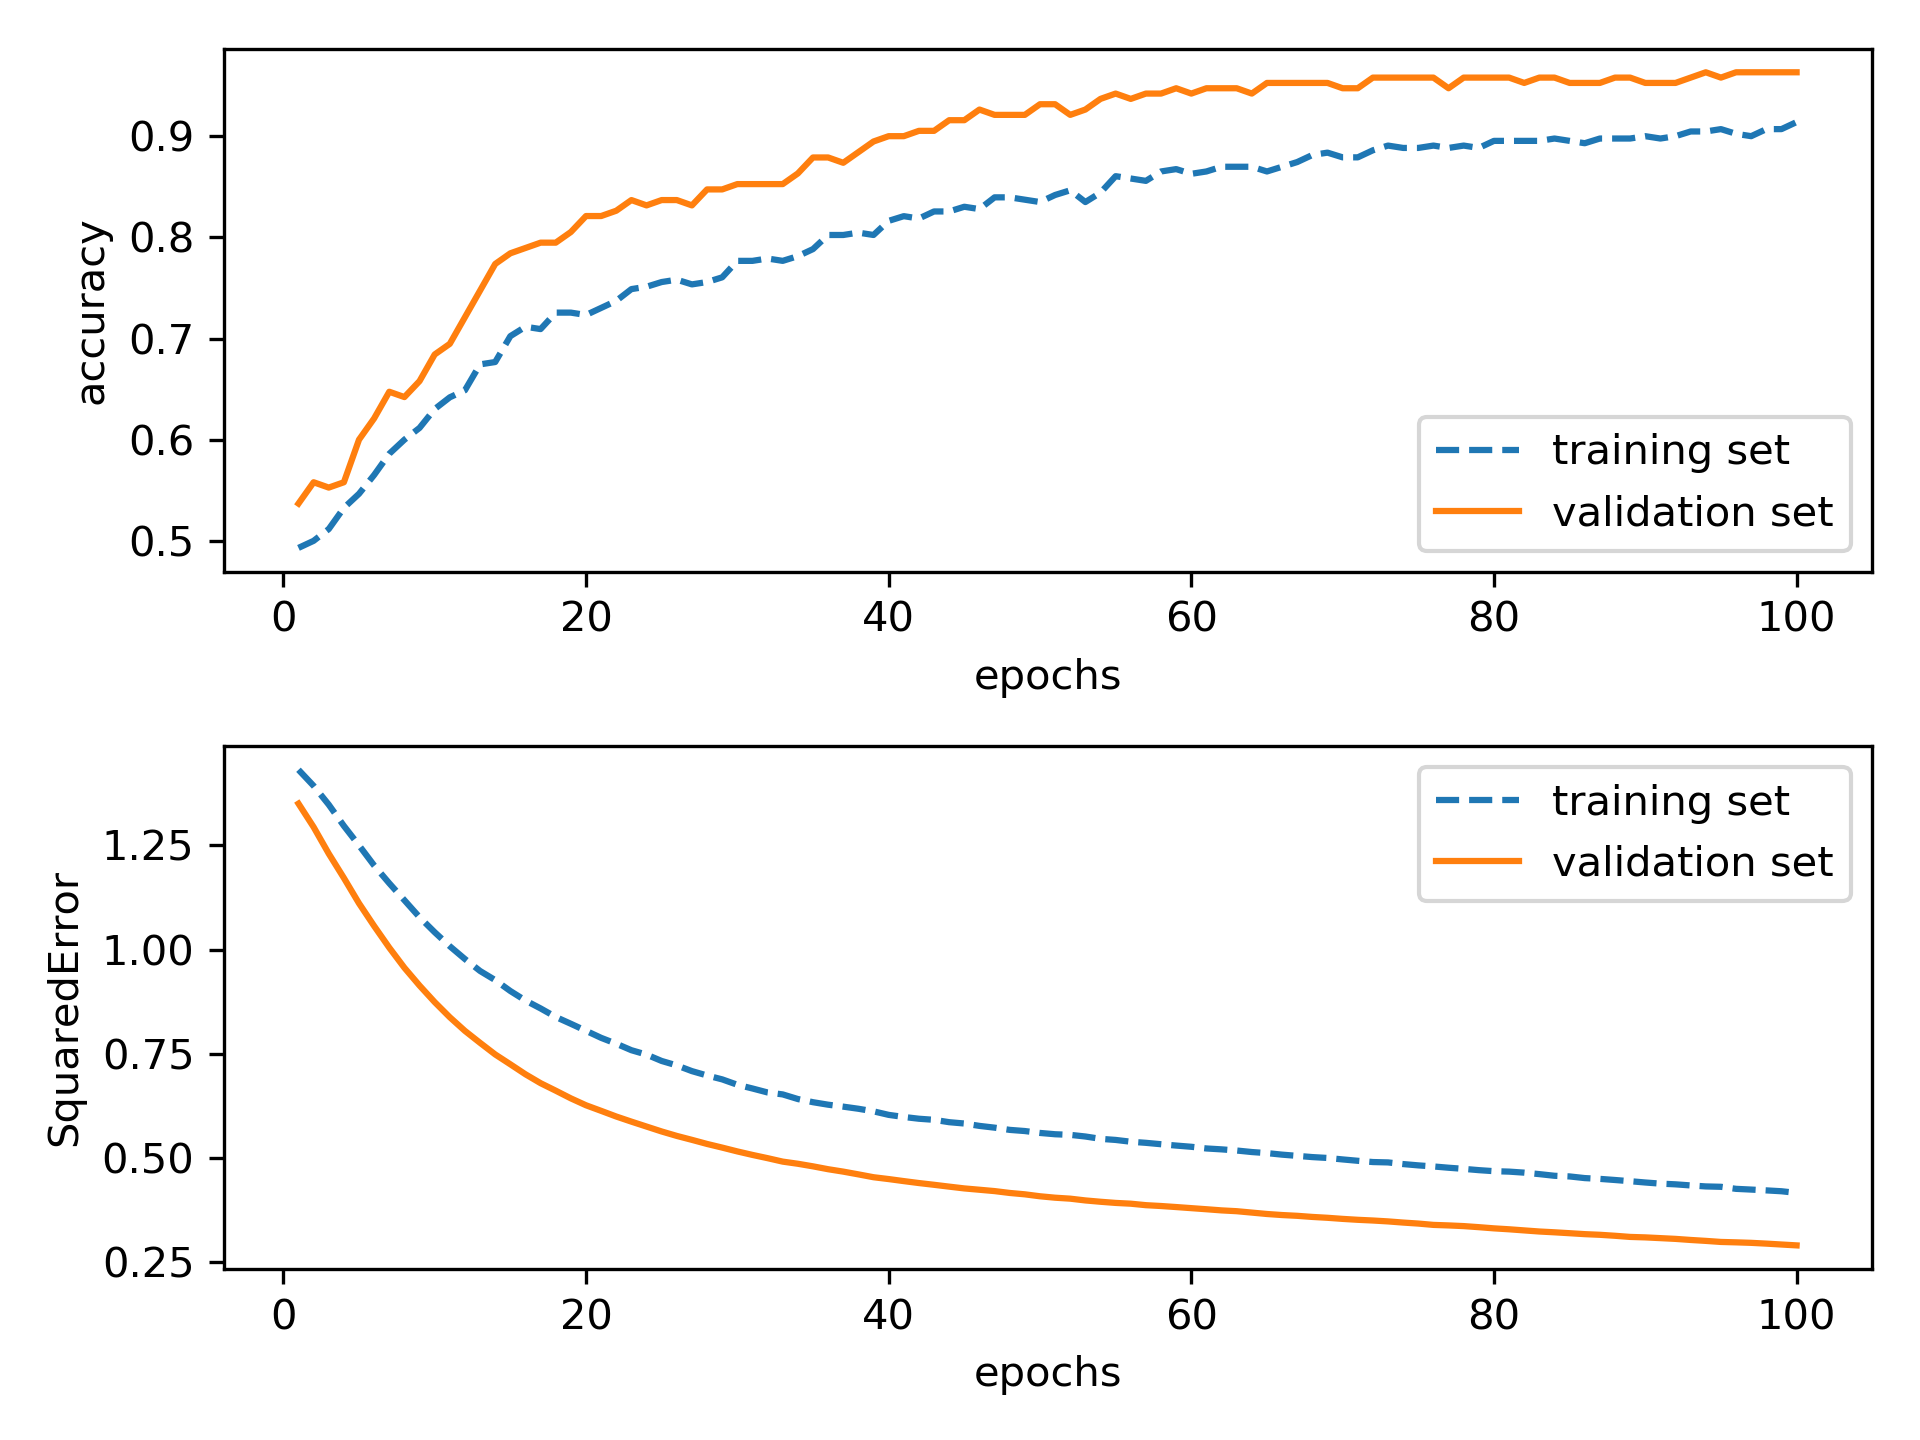 accuracy
0.9
0.8
0.7
0.6
0.5
training set
validation set
0 20 40 60 80 100
epochs
SquaredError
1.25
1.00
0.75
0.50
0.25
training set
validation set
0 20 40 60 80 100
epochs